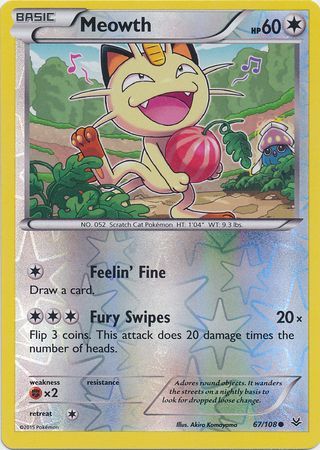 BASIC
Meowth
HP60
NO. 052 Scratch Cat Pokémon HT: 1'04" WT: 9.3 lbs.
Feelin' Fine
Draw a card.
Fury Swipes 20×
Flip 3 coins. This attack does 20 damage times
the number of heads.
weakness
×2
resistance
retreat
Adores round objects. It wanders
the streets on a nightly basis to
look for dropped loose change.
Illus. Akira Komayama
©2015 Pokémon
67/108